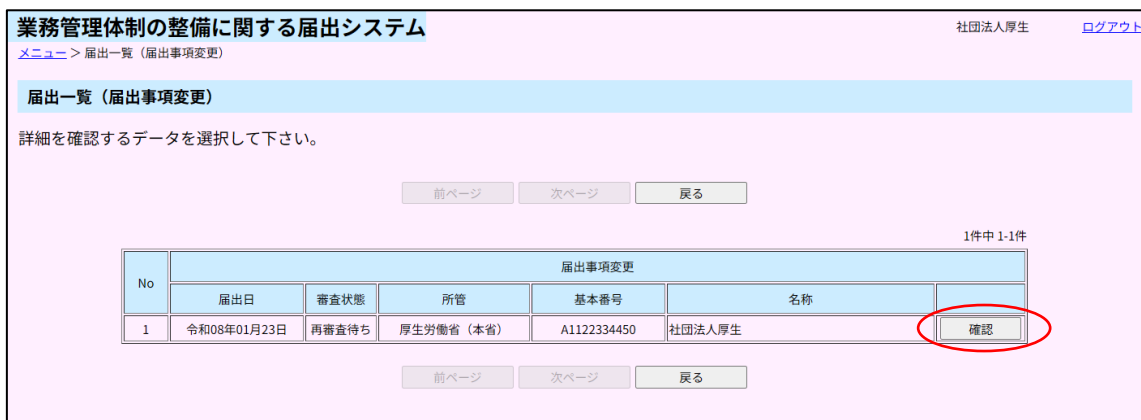 業務管理体制の整備に関する届出システム
社団法人厚生 ログアウト
メニュー > 届出一覧（届出事項変更）
届出一覧（届出事項変更）
詳細を確認するデータを選択して下さい。
前ページ 次ページ 戻る
1件中 1-1件
No 届出事項変更
届出日 審査状態 所管 基本番号 名称
1 令和08年01月23日 再審査待ち 厚生労働省（本省） A1122334450 社団法人厚生 確認
前ページ 次ページ 戻る